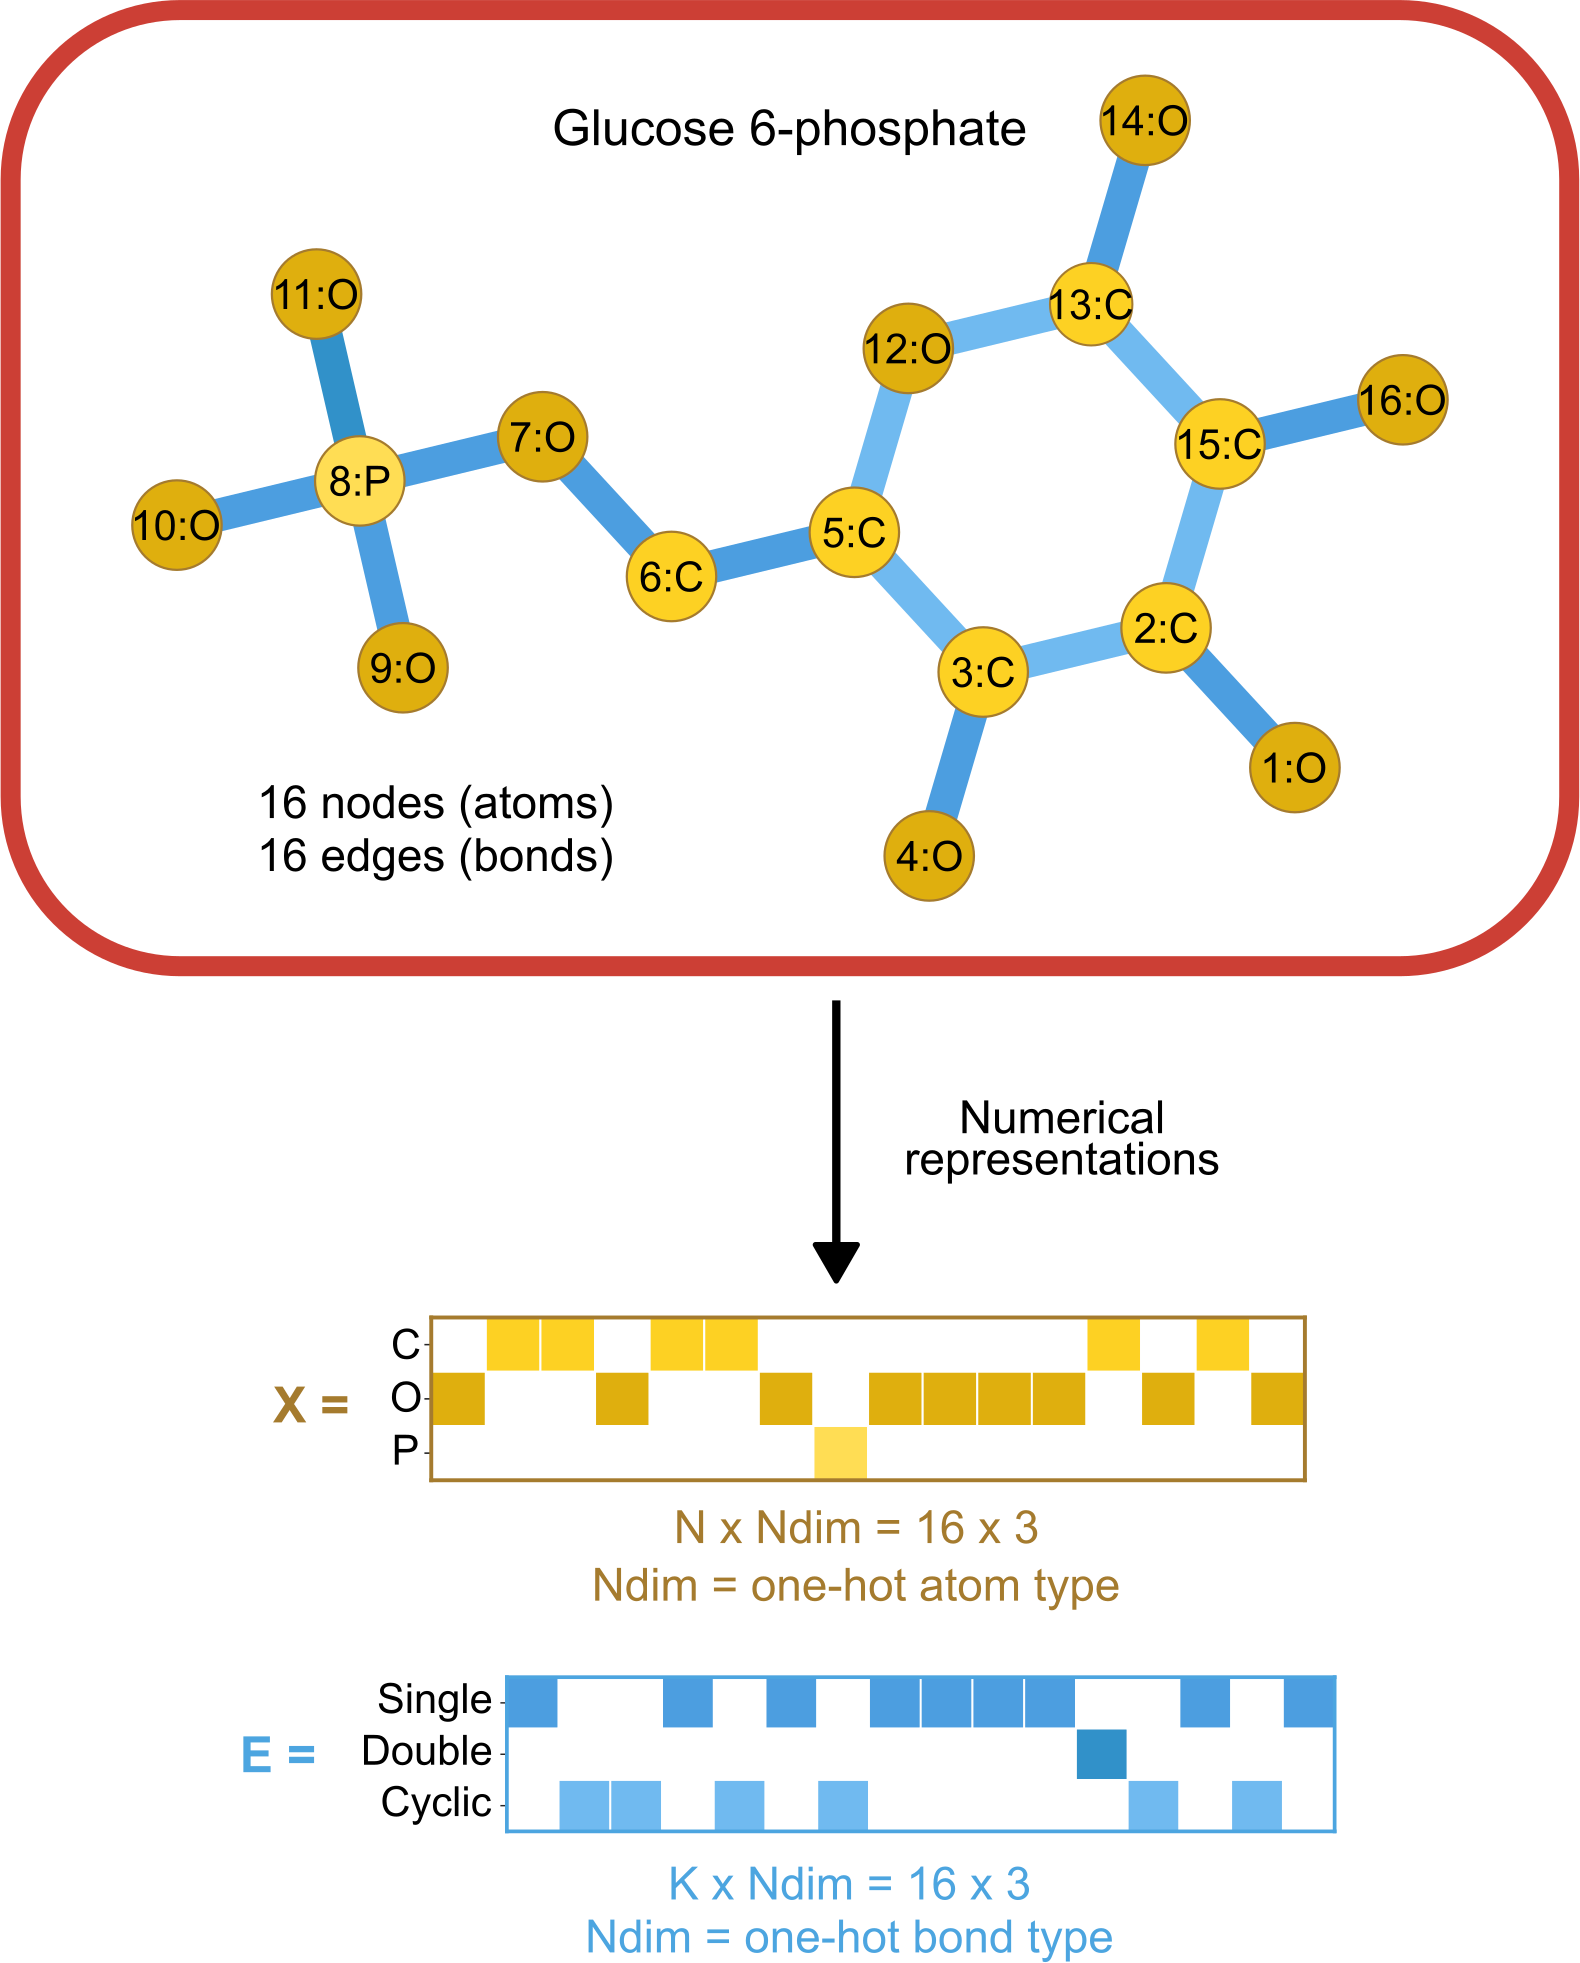 Glucose 6-phosphate
14:O
11:O
13:C
12:O
16:O
7:O
15:C
8:P
10:O
5:C
6:C
2:C
9:O
3:C
1:O
4:O
16 nodes (atoms)
16 edges (bonds)
Numerical
representations
X =
C
O
P
N x Ndim = 16 x 3
Ndim = one-hot atom type
E =
Single
Double
Cyclic
K x Ndim = 16 x 3
Ndim = one-hot bond type